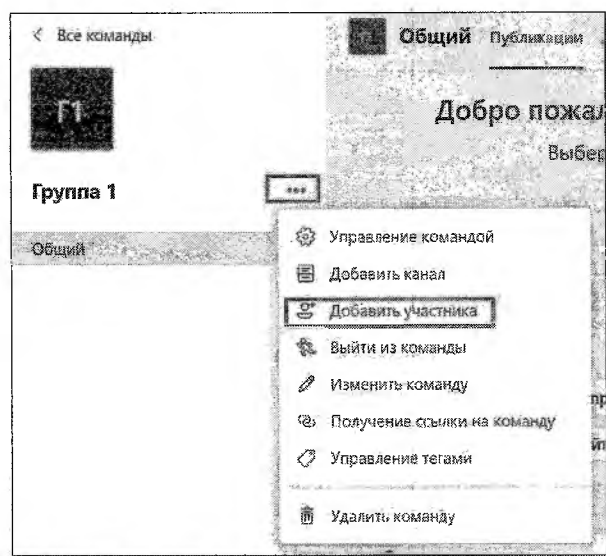 < Все команды
Г1
Группа 1
...
Общий
Общий Публикации
Добро пожал
Выбер
Управление командой
Добавить канал
Добавить участника
Выйти из команды
Изменить команду
Получение ссылки на команду
Управление тегами
Удалить команду
пр